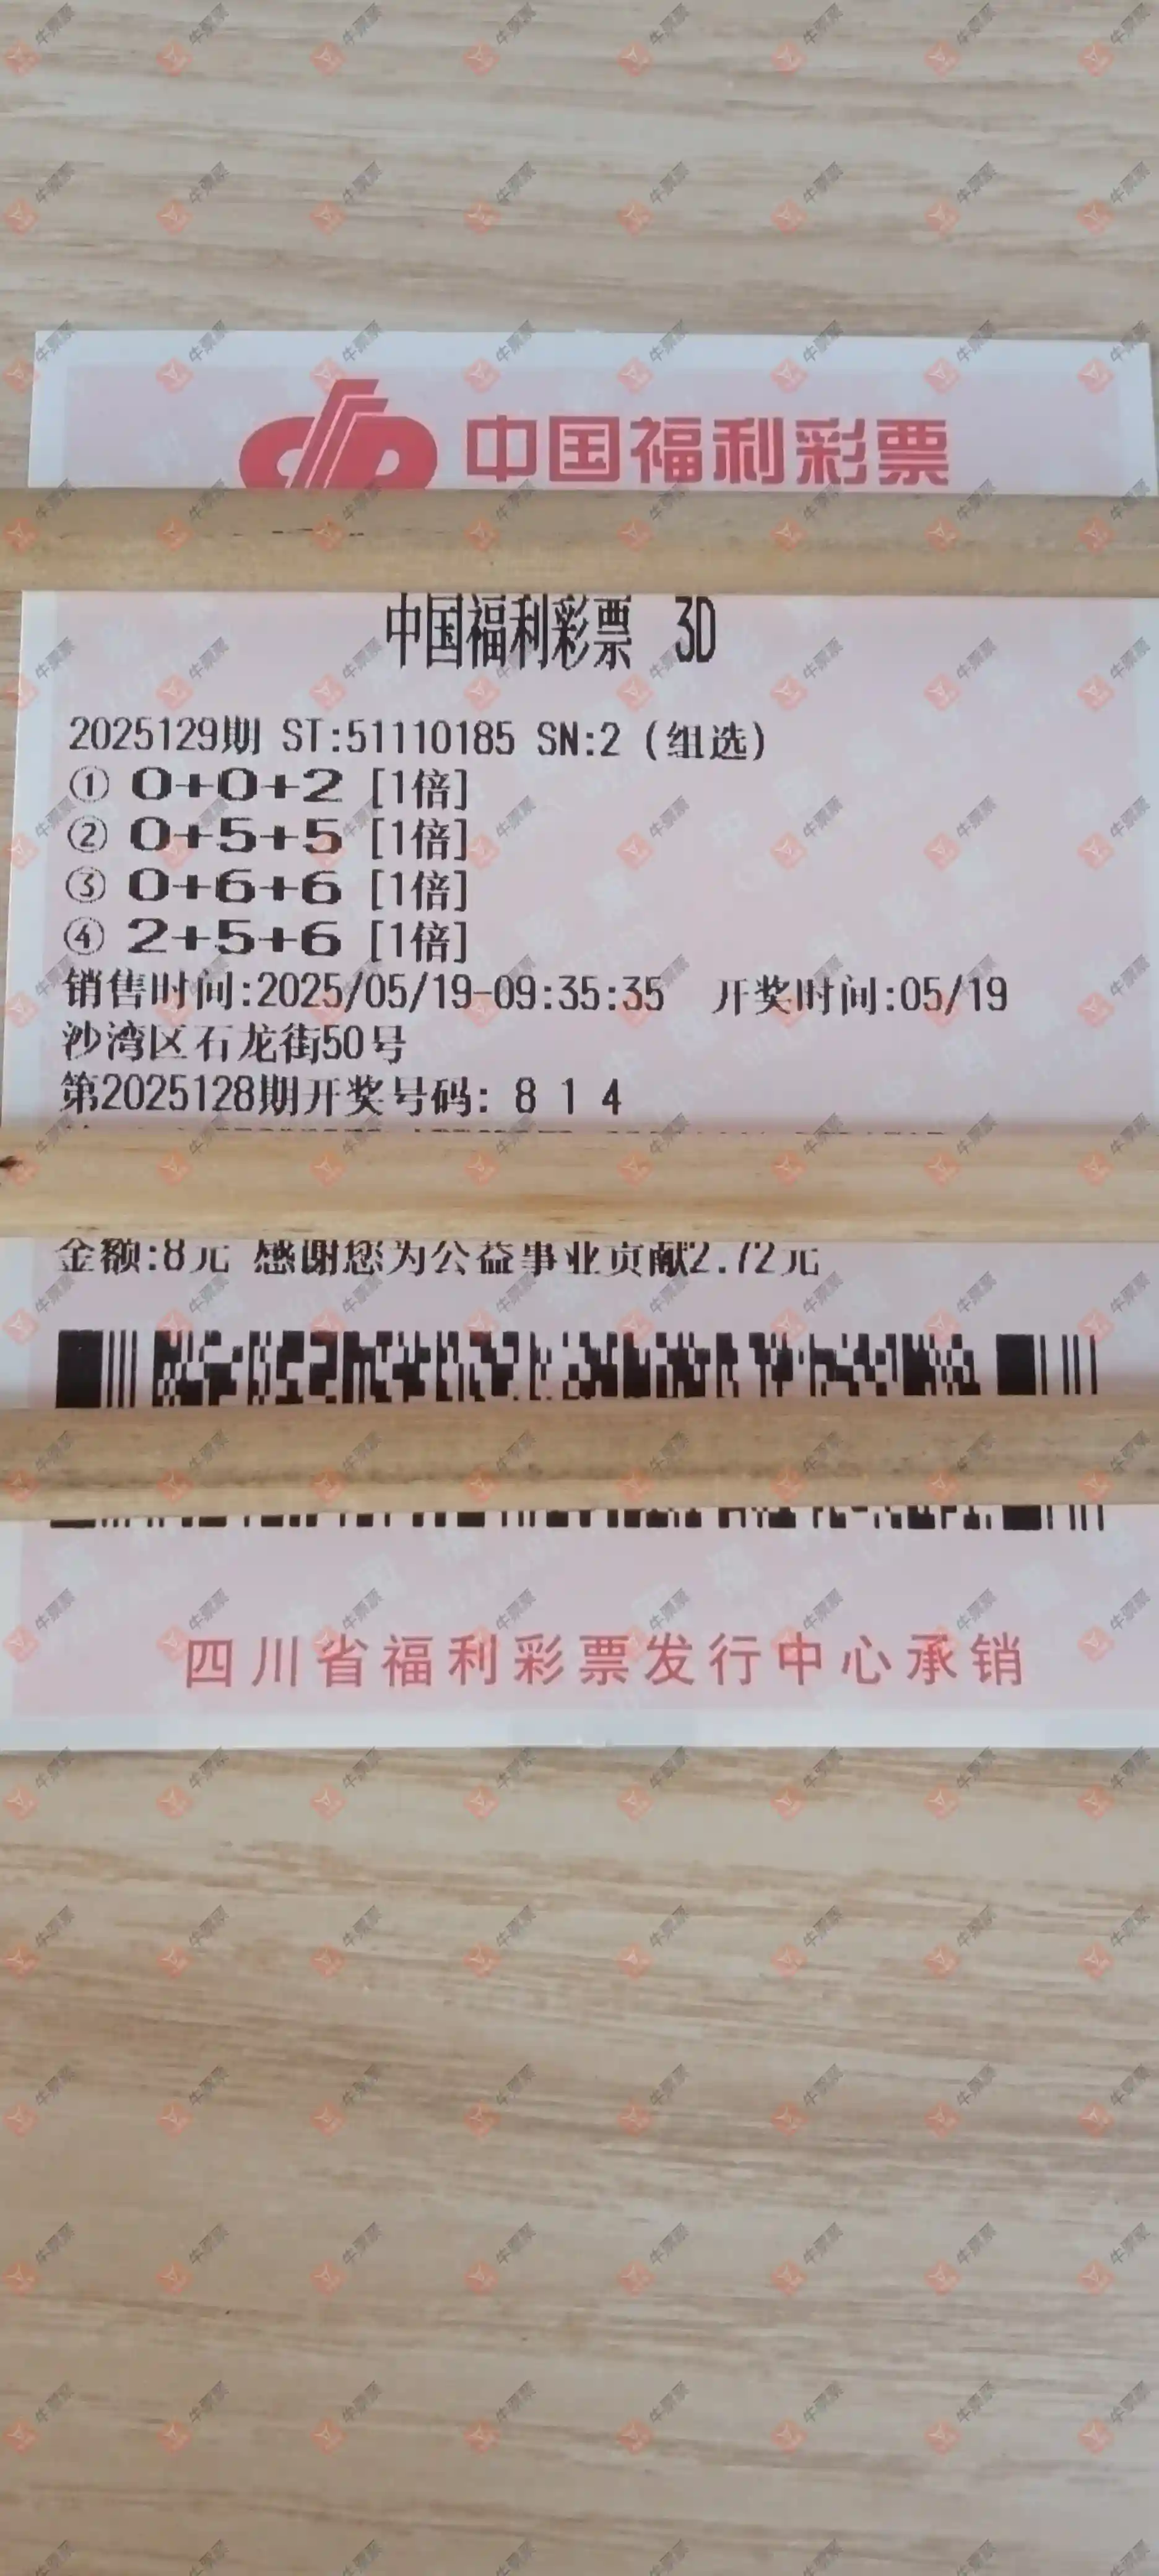 中国福利彩票
中国福利彩票 3D
2025129期 ST:51110185 SN:2 (组选)
① 0+0+2 [1倍]
② 0+5+5 [1倍]
③ 0+6+6 [1倍]
④ 2+5+6 [1倍]
销售时间:2025/05/19-09:35:35 开奖时间:05/19
沙湾区石龙街50号
第2025128期开奖号码: 8 1 4
金额:8元 感谢您为公益事业贡献2.72元
四川省福利彩票发行中心承销
牛票票